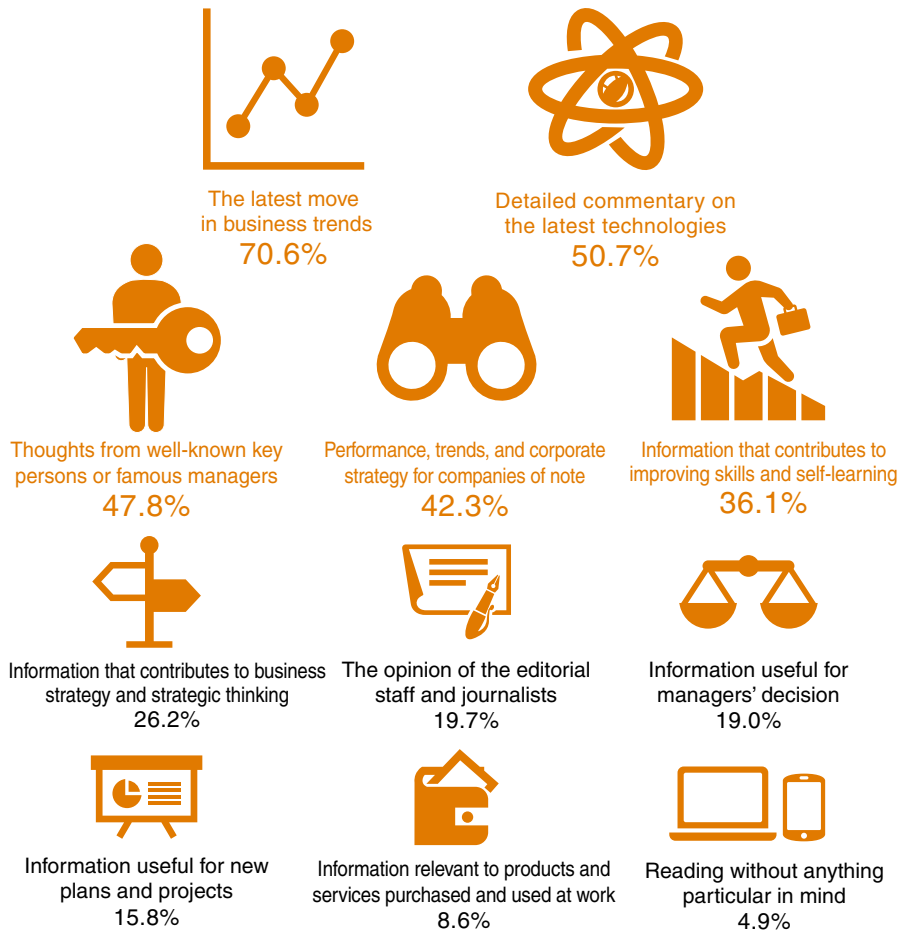 The latest move
in business trends
70.6%
Detailed commentary on
the latest technologies
50.7%
Thoughts from well-known key
persons or famous managers
47.8%
Performance, trends, and corporate
strategy for companies of note
42.3%
Information that contributes to
improving skills and self-learning
36.1%
Information that contributes to business
strategy and strategic thinking
26.2%
The opinion of the editorial
staff and journalists
19.7%
Information useful for
managers’ decision
19.0%
Information useful for new
plans and projects
15.8%
Information relevant to products and
services purchased and used at work
8.6%
Reading without anything
particular in mind
4.9%